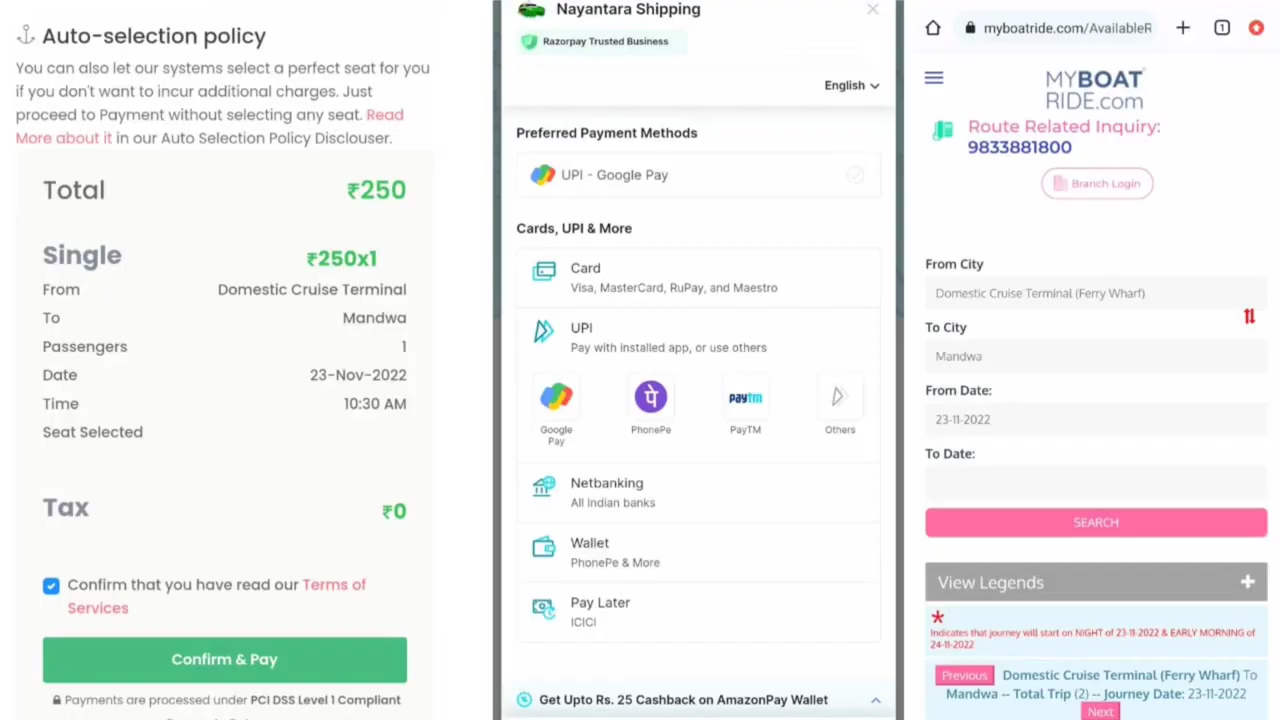 Auto-selection policy
You can also let our systems select a perfect seat for you
if you don't want to incur additional charges. Just
proceed to Payment without selecting any seat. Read
More about it in our Auto Selection Policy Disclouser.
Total ₹250
Single ₹250x1
From Domestic Cruise Terminal
To Mandwa
Passengers 1
Date 23-Nov-2022
Time 10:30 AM
Seat Selected
Tax ₹0
Confirm that you have read our Terms of
Services
Confirm & Pay
Payments are processed under PCI DSS Level 1 Compliant
Nayantara Shipping
Razorpay Trusted Business
English
Preferred Payment Methods
UPI - Google Pay
Cards, UPI & More
Card
Visa, MasterCard, RuPay, and Maestro
UPI
Pay with installed app, or use others
पे paytm
Google
Pay
PhonePe
PayTM
Others
Netbanking
All Indian banks
Wallet
PhonePe & More
Pay Later
ICICI
Get Upto Rs. 25 Cashback on AmazonPay Wallet
myboatride.com/AvailableR
1
MYBOAT
RIDE.com
Route Related Inquiry:
9833881800
Branch Login
From City
Domestic Cruise Terminal (Ferry Wharf)
To City
Mandwa
From Date:
23-11-2022
To Date:
SEARCH
View Legends
*
Indicates that journey will start on NIGHT of 23-11-2022 & EARLY MORNING of
24-11-2022
Previous Domestic Cruise Terminal (Ferry Wharf) To
Mandwa -- Total Trip (2) -- Journey Date: 23-11-2022
Next